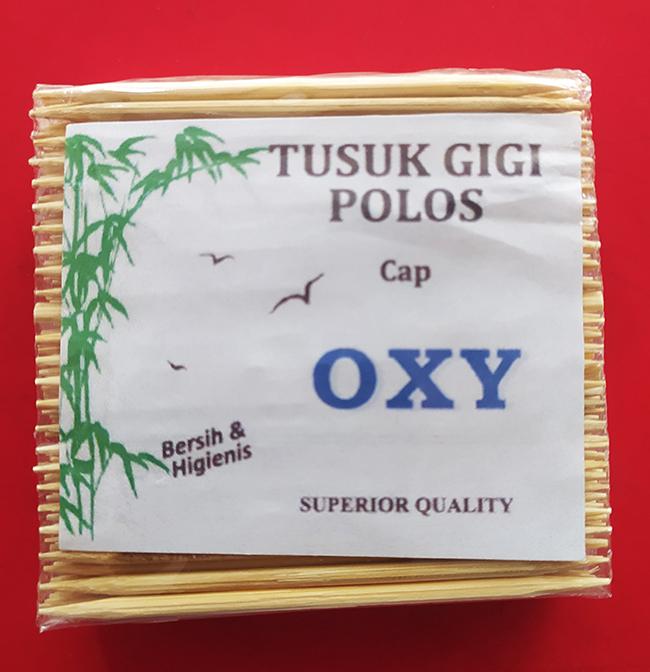 TUSUK GIGI
POLOS
Cap
OXY
Bersih &
Higienis
SUPERIOR QUALITY